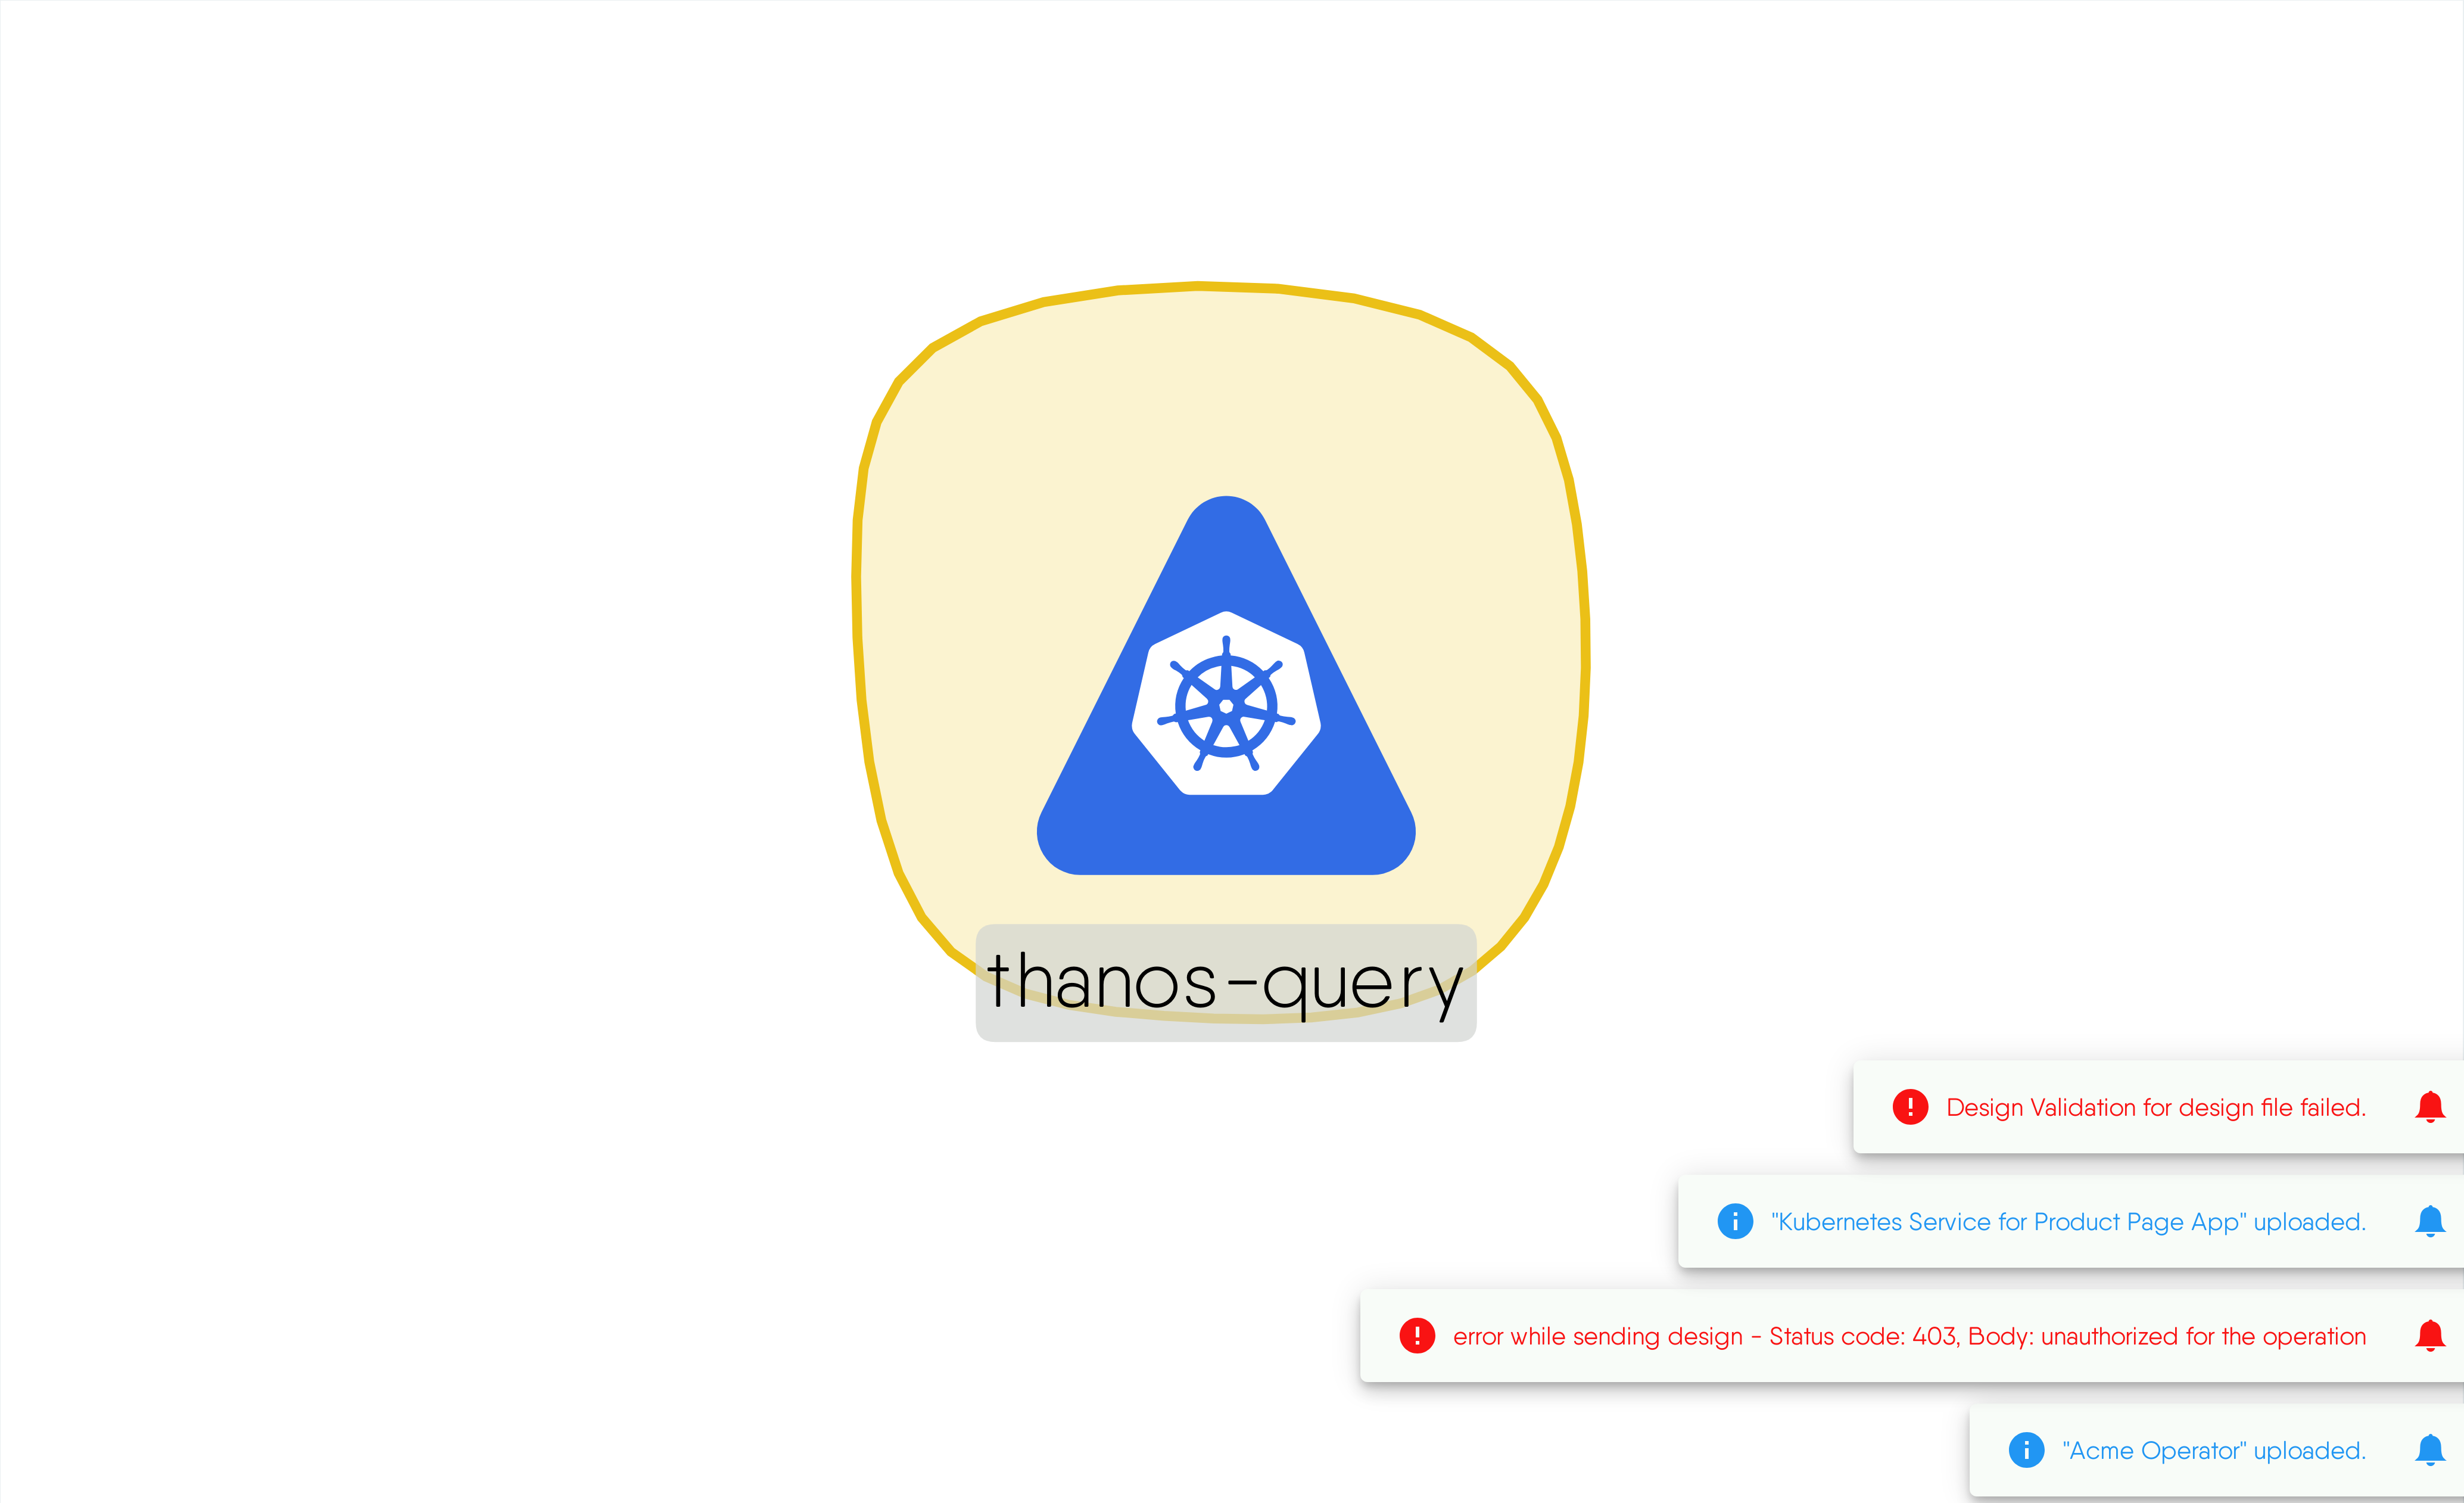 thanos-query
Design Validation for design file failed.
"Kubernetes Service for Product Page App" uploaded.
error while sending design - Status code: 403, Body: unauthorized for the operation
"Acme Operator" uploaded.